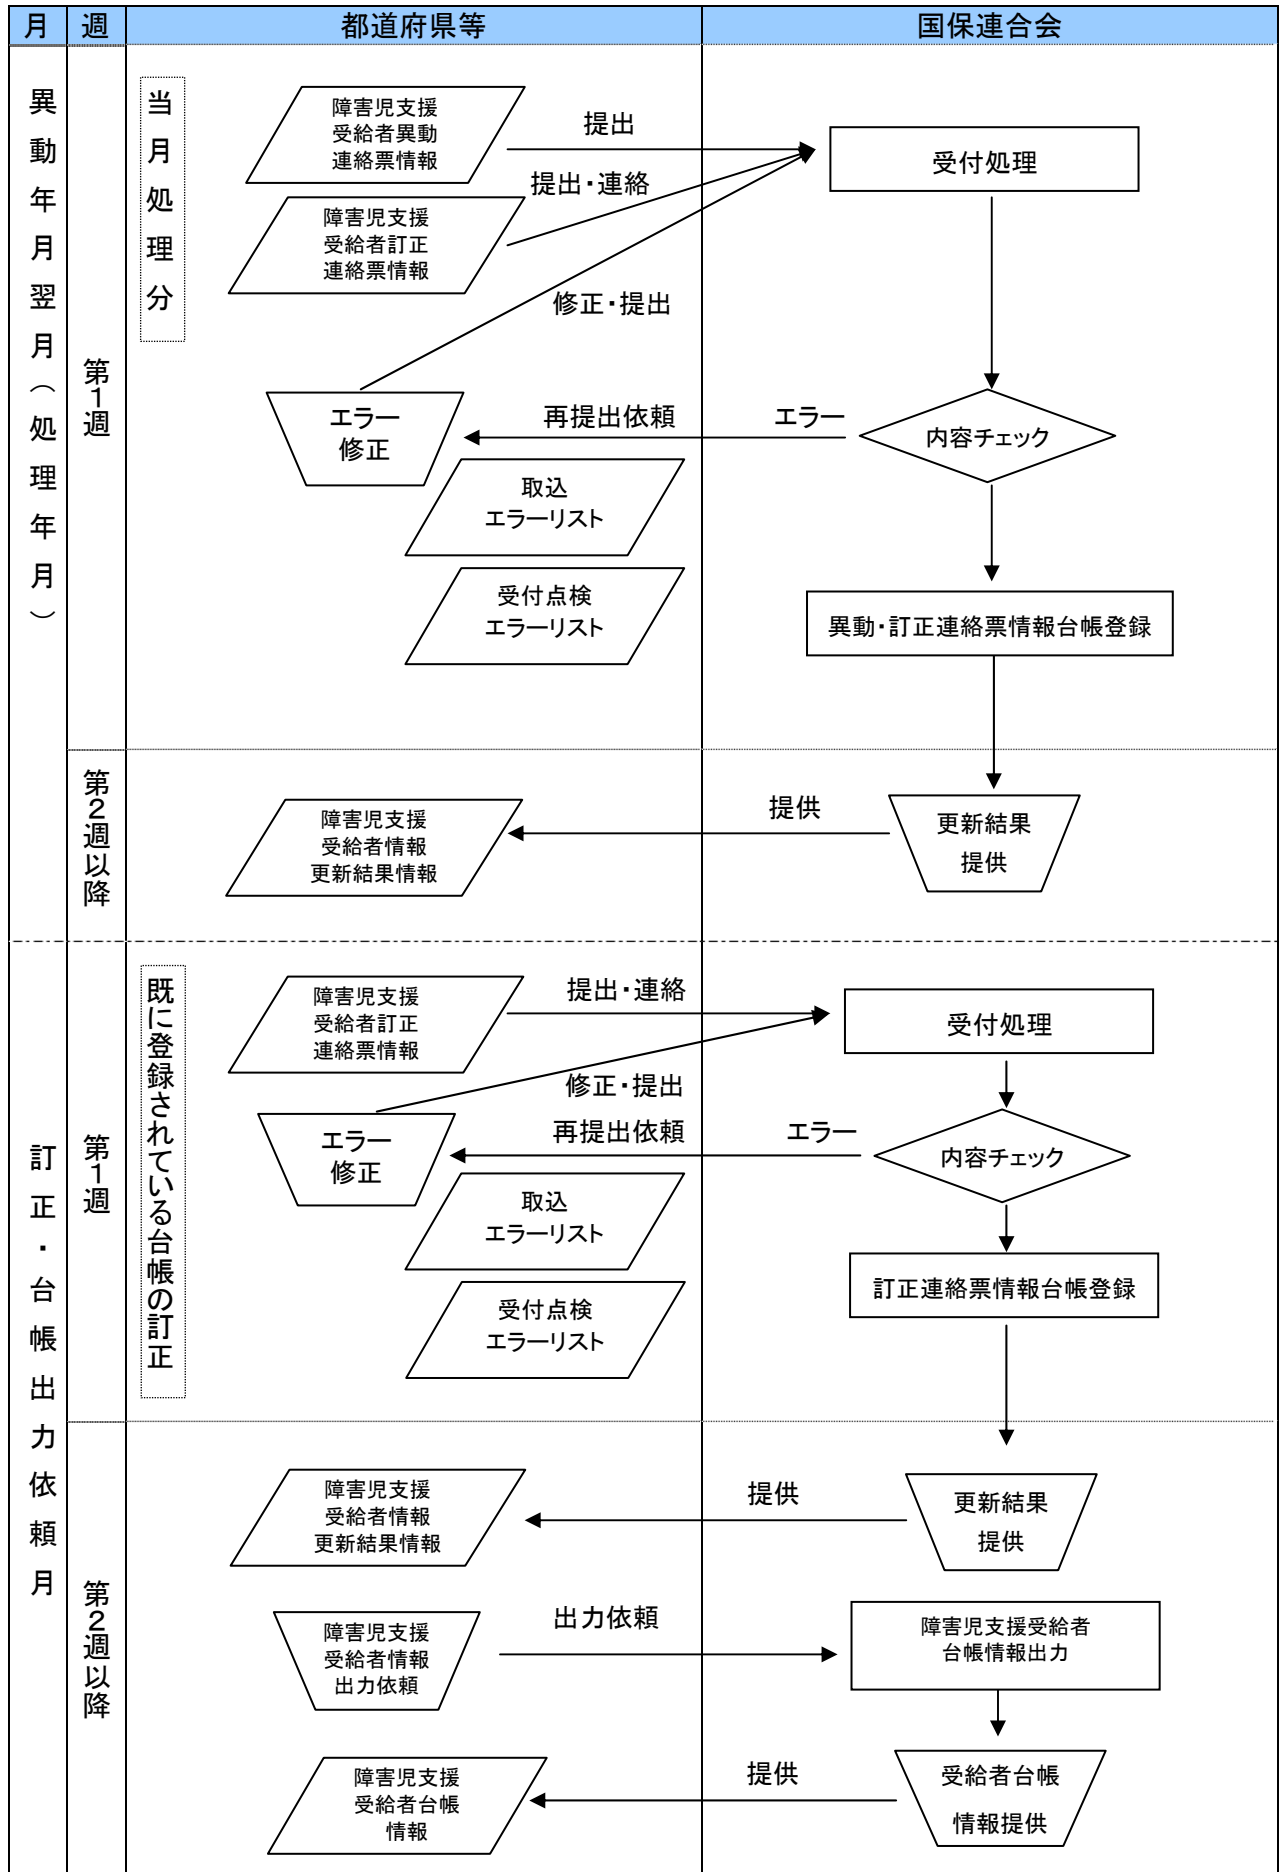 月
週
都道府県等
国保連合会
異動年月翌月（処理年月）
第1週
当月処理分
障害児支援
受給者異動
連絡票情報
提出
受付処理
提出・連絡
障害児支援
受給者訂正
連絡票情報
修正・提出
エラー
修正
再提出依頼
エラー
内容チェック
取込
エラーリスト
受付点検
エラーリスト
異動・訂正連絡票情報台帳登録
第2週以降
障害児支援
受給者情報
更新結果情報
提供
更新結果
提供
訂正・台帳出力依頼月
第1週
既に登録されている台帳の訂正
障害児支援
受給者訂正
連絡票情報
提出・連絡
受付処理
修正・提出
エラー
修正
再提出依頼
エラー
内容チェック
取込
エラーリスト
訂正連絡票情報台帳登録
受付点検
エラーリスト
第2週以降
障害児支援
受給者情報
更新結果情報
提供
更新結果
提供
障害児支援
受給者情報
出力依頼
出力依頼
障害児支援受給者
台帳情報出力
障害児支援
受給者台帳
情報
提供
受給者台帳
情報提供